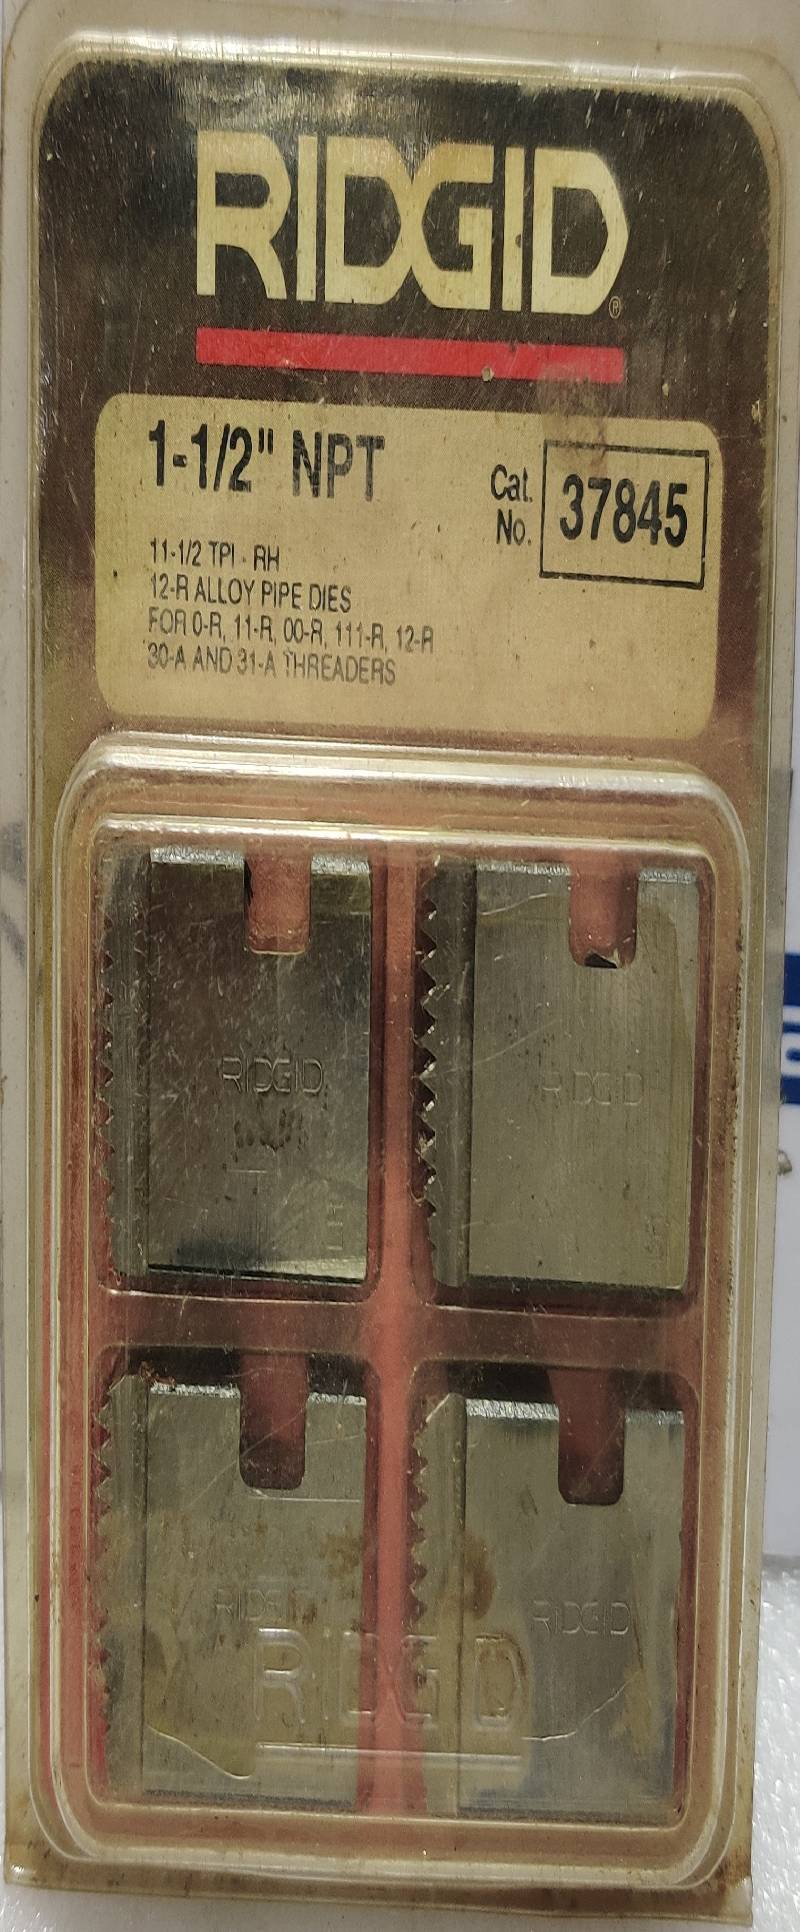 RIDGID®
1-1/2" NPT
Cat. No. 37845
11-1/2 TPI - RH
12-R ALLOY PIPE DIES
FOR 0-R, 11-R, 00-R, 111-R, 12-R
30-A AND 31-A THREADERS
RIDGID
RIDGID
RIDGID
RIDGID
RIDGID